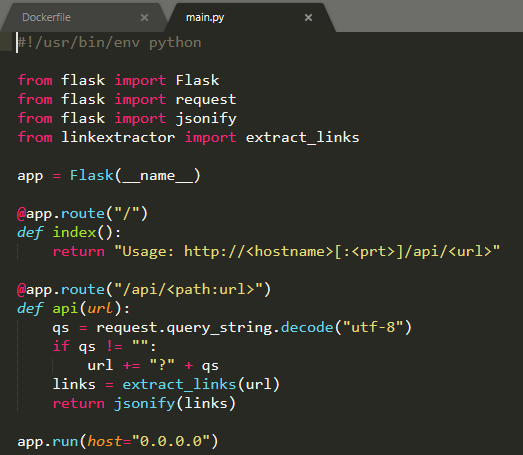 Dockerfile × main.py ×
#!/usr/bin/env python
from flask import Flask
from flask import request
from flask import jsonify
from linkextractor import extract_links
app = Flask(__name__)
@app.route("/")
def index():
    return "Usage: http://<hostname>[:<prt>]/api/<url>"
@app.route("/api/<path:url>")
def api(url):
    qs = request.query_string.decode("utf-8")
    if qs != "":
        url += "?" + qs
    links = extract_links(url)
    return jsonify(links)
app.run(host="0.0.0.0")